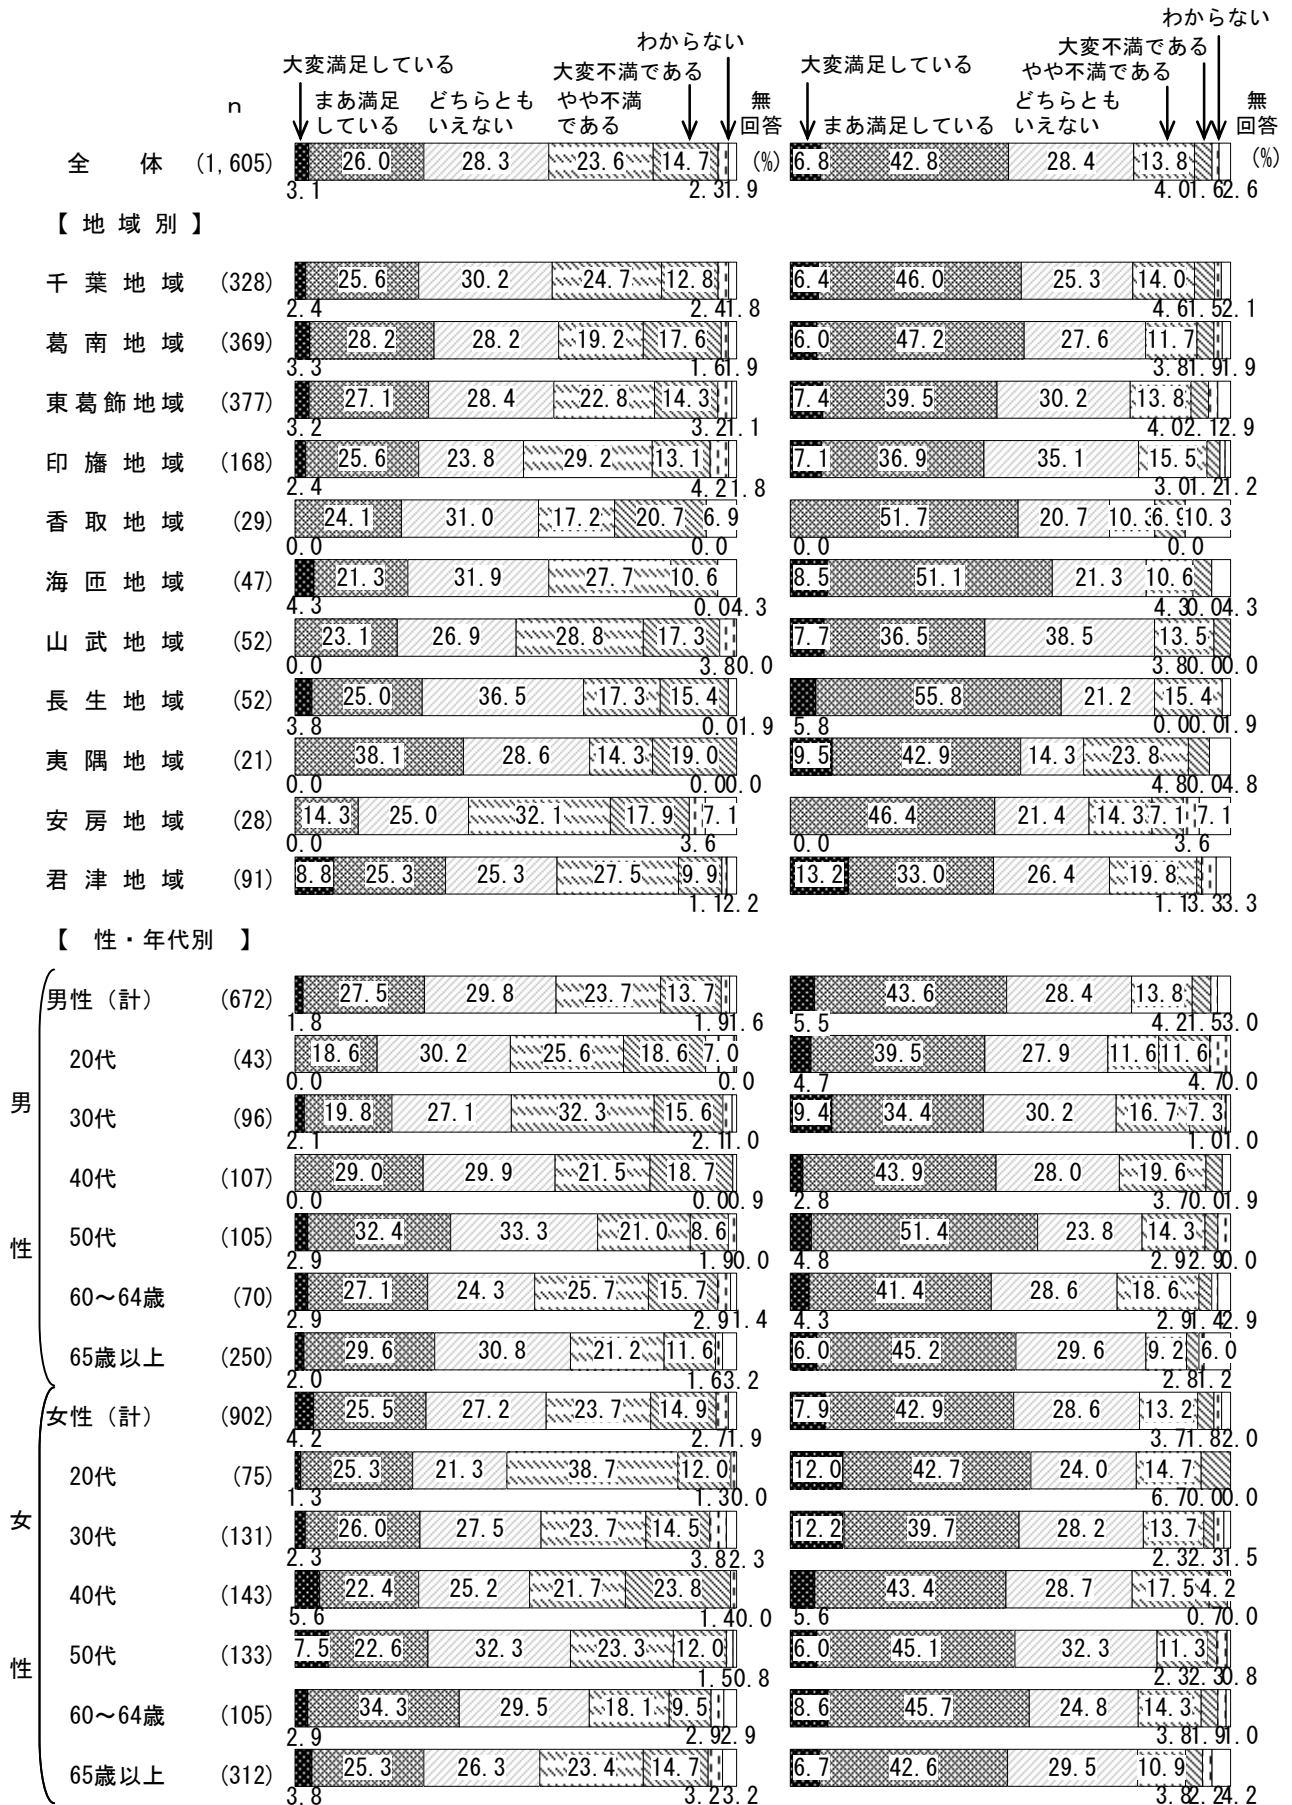 わからない
わからない
大変不満である
大変満足している
大変不満である
大変満足している
やや不満である
n
まあ満足
している
どちらとも
いえない
やや不満
である
無
回答
まあ満足している
どちらとも
いえない
無
回答
全 体 (1,605) 26.0 28.3 23.6 14.7 (%) 6.8 42.8 28.4 13.8 (%)
3.1 2.3 1.9 4.0 1.6 2.6
【 地 域 別 】
千 葉 地 域 (328) 25.6 30.2 24.7 12.8 6.4 46.0 25.3 14.0
2.4 2.4 1.8 4.6 1.5 2.1
葛 南 地 域 (369) 28.2 28.2 19.2 17.6 6.0 47.2 27.6 11.7
3.3 1.6 1.9 3.8 1.9 1.9
東葛飾地域 (377) 27.1 28.4 22.8 14.3 7.4 39.5 30.2 13.8
3.2 3.2 1.1 4.0 2.1 2.9
印 旛 地 域 (168) 25.6 23.8 29.2 13.1 7.1 36.9 35.1 15.5
2.4 4.2 1.8 3.0 1.2 1.2
香 取 地 域 (29) 24.1 31.0 17.2 20.7 6.9 51.7 20.7 10.3 6.9 10.3
0.0 0.0 0.0 0.0
海 匝 地 域 (47) 21.3 31.9 27.7 10.6 8.5 51.1 21.3 10.6
4.3 0.0 4.3 4.3 0.0 4.3
山 武 地 域 (52) 23.1 26.9 28.8 17.3 7.7 36.5 38.5 13.5
0.0 3.8 0.0 3.8 0.0 0.0
長 生 地 域 (52) 25.0 36.5 17.3 15.4 55.8 21.2 15.4
3.8 0.0 1.9 5.8 0.0 0.0 1.9
夷 隅 地 域 (21) 38.1 28.6 14.3 19.0 9.5 42.9 14.3 23.8
0.0 0.0 0.0 4.8 0.0 4.8
安 房 地 域 (28) 14.3 25.0 32.1 17.9 7.1 46.4 21.4 14.3 7.1 7.1
0.0 3.6 0.0 3.6
君 津 地 域 (91) 8.8 25.3 25.3 27.5 9.9 13.2 33.0 26.4 19.8
1.1 2.2 1.1 3.3 3.3
【 性・年代別 】
男性（計） (672) 27.5 29.8 23.7 13.7 43.6 28.4 13.8
1.8 1.9 1.6 5.5 4.2 1.5 3.0
20代 (43) 18.6 30.2 25.6 18.6 7.0 39.5 27.9 11.6 11.6
0.0 0.0 4.7 4.7 0.0
男
30代 (96) 19.8 27.1 32.3 15.6 9.4 34.4 30.2 16.7 7.3
2.1 2.1 1.0 1.0 1.0
40代 (107) 29.0 29.9 21.5 18.7 43.9 28.0 19.6
0.0 0.0 0.9 2.8 3.7 0.0 1.9
性
50代 (105) 32.4 33.3 21.0 8.6 51.4 23.8 14.3
2.9 1.9 0.0 4.8 2.9 2.9 0.0
60～64歳 (70) 27.1 24.3 25.7 15.7 41.4 28.6 18.6
2.9 2.9 1.4 4.3 2.9 1.4 2.9
65歳以上 (250) 29.6 30.8 21.2 11.6 6.0 45.2 29.6 9.2 6.0
2.0 1.6 3.2 2.8 1.2
女性（計） (902) 25.5 27.2 23.7 14.9 7.9 42.9 28.6 13.2
4.2 2.7 1.9 3.7 1.8 2.0
20代 (75) 25.3 21.3 38.7 12.0 12.0 42.7 24.0 14.7
1.3 1.3 0.0 6.7 0.0 0.0
女
30代 (131) 26.0 27.5 23.7 14.5 12.2 39.7 28.2 13.7
2.3 3.8 2.3 2.3 2.3 1.5
40代 (143) 22.4 25.2 21.7 23.8 43.4 28.7 17.5 4.2
5.6 1.4 0.0 5.6 0.7 0.0
性
50代 (133) 7.5 22.6 32.3 23.3 12.0 6.0 45.1 32.3 11.3
1.5 0.8 2.3 2.3 0.8
60～64歳 (105) 34.3 29.5 18.1 9.5 8.6 45.7 24.8 14.3
2.9 2.9 2.9 3.8 1.9 1.0
65歳以上 (312) 25.3 26.3 23.4 14.7 6.7 42.6 29.5 10.9
3.8 3.2 3.2 3.8 2.2 4.2